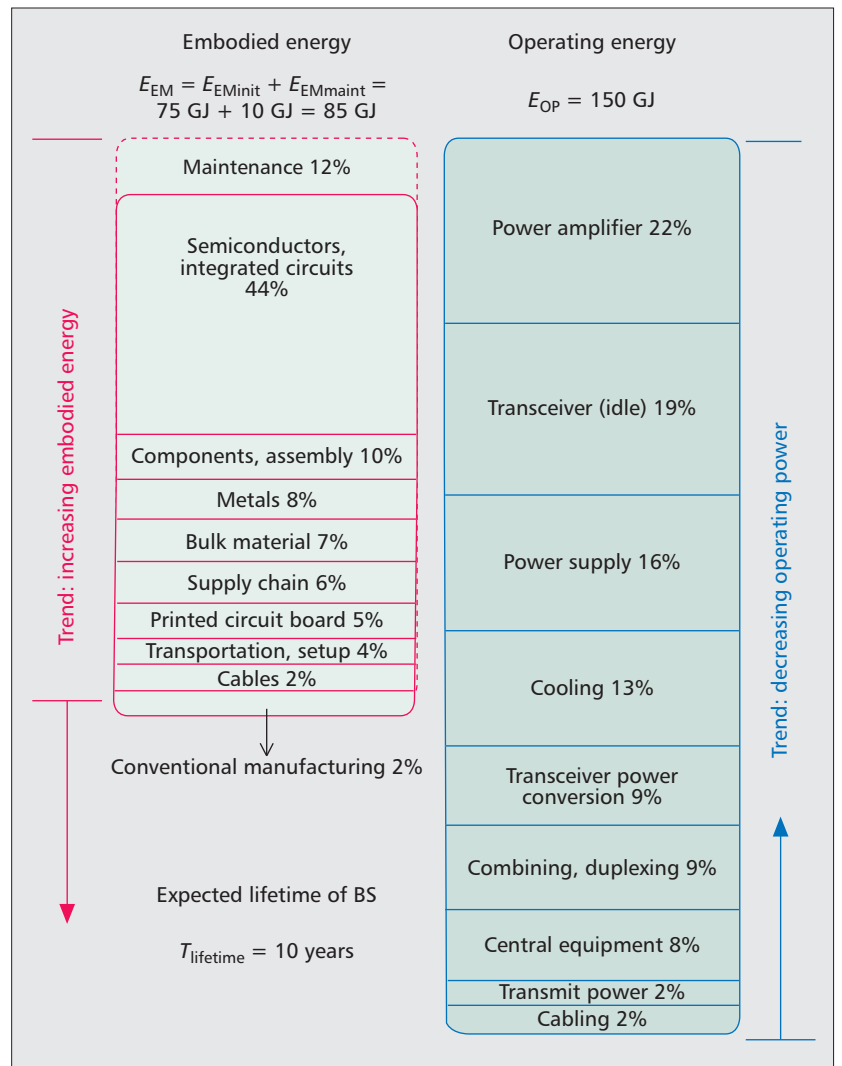 Embodied energy
E_EM = E_EMinit + E_EMmaint =
75 GJ + 10 GJ = 85 GJ
Trend: increasing embodied energy
Maintenance 12%
Semiconductors,
integrated circuits
44%
Components, assembly 10%
Metals 8%
Bulk material 7%
Supply chain 6%
Printed circuit board 5%
Transportation, setup 4%
Cables 2%
Conventional manufacturing 2%
Expected lifetime of BS
T_lifetime = 10 years
Operating energy
E_OP = 150 GJ
Power amplifier 22%
Transceiver (idle) 19%
Power supply 16%
Cooling 13%
Transceiver power
conversion 9%
Combining, duplexing 9%
Central equipment 8%
Transmit power 2%
Cabling 2%
Trend: decreasing operating power